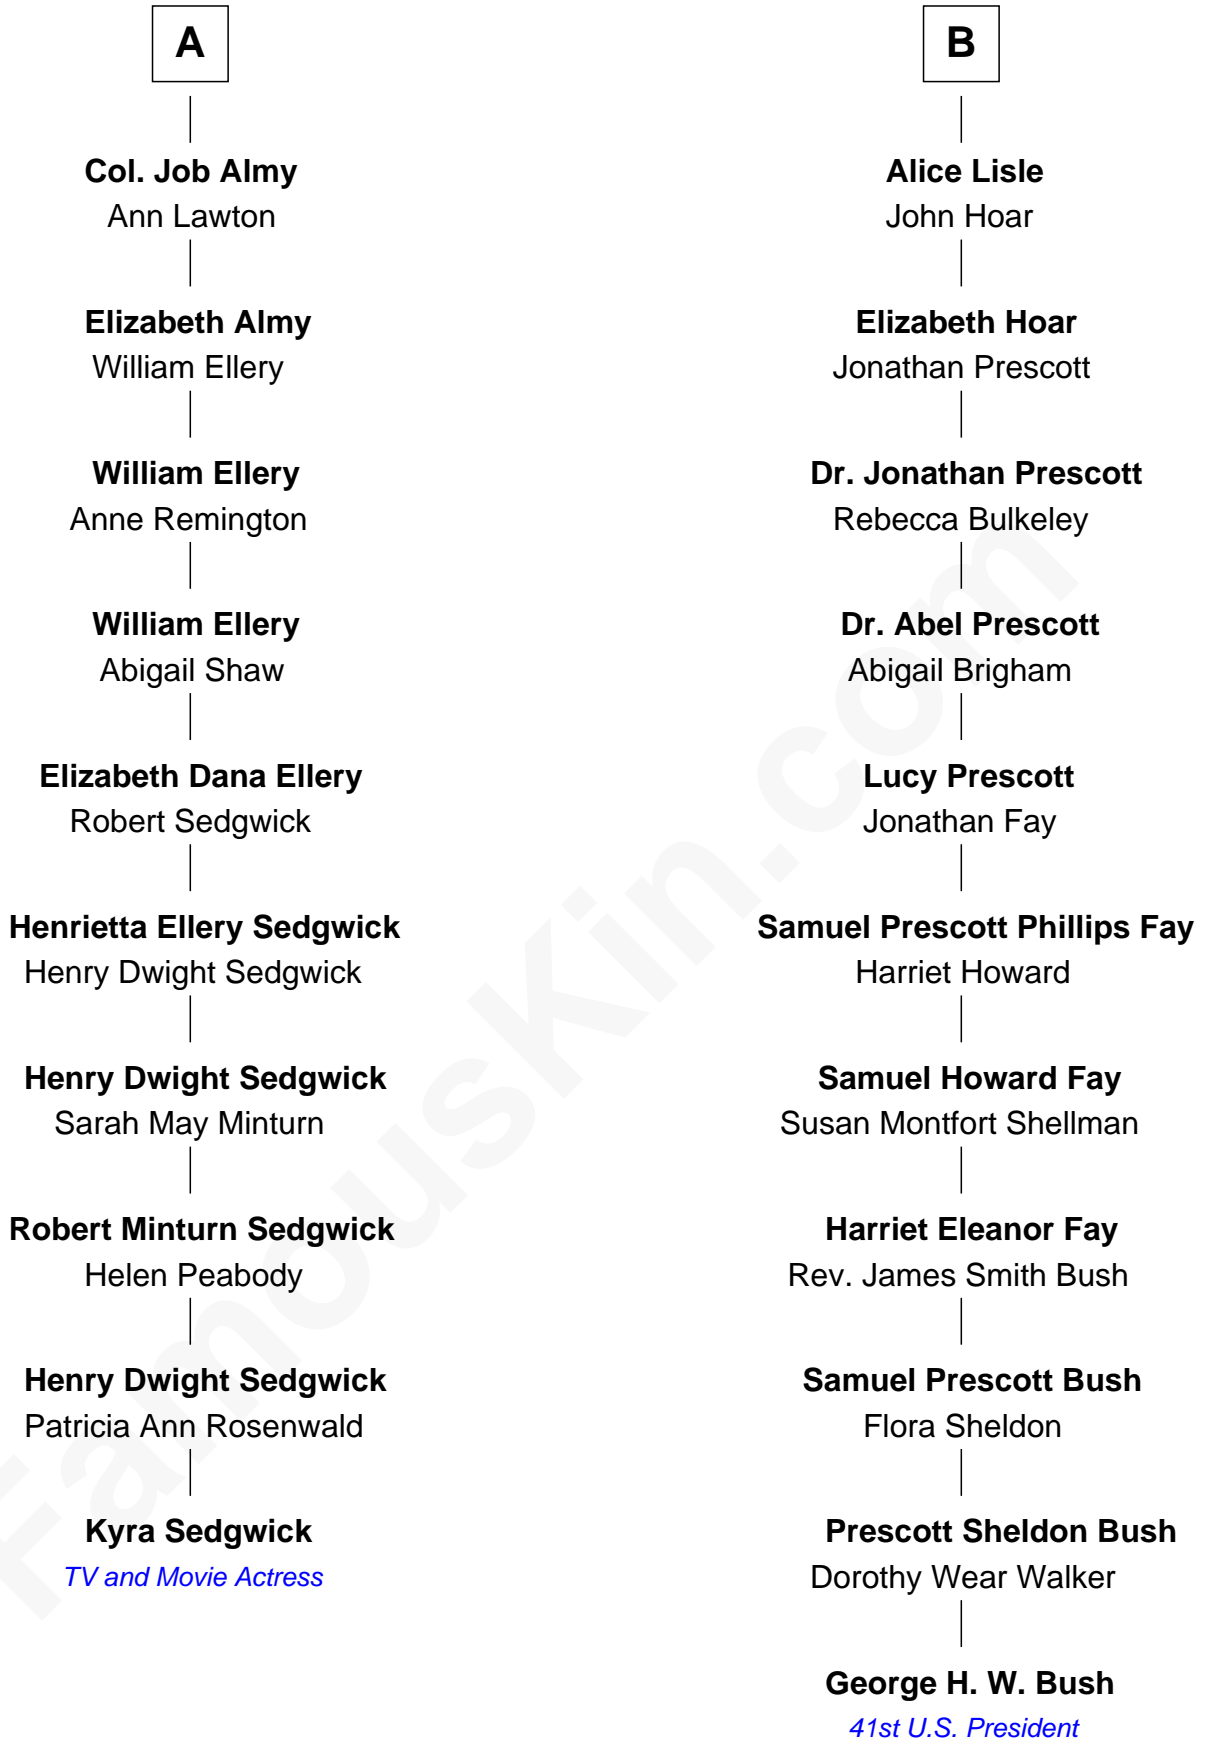 A
Col. Job Almy
Ann Lawton
Elizabeth Almy
William Ellery
William Ellery
Anne Remington
William Ellery
Abigail Shaw
Elizabeth Dana Ellery
Robert Sedgwick
Henrietta Ellery Sedgwick
Henry Dwight Sedgwick
Henry Dwight Sedgwick
Sarah May Minturn
Robert Minturn Sedgwick
Helen Peabody
Henry Dwight Sedgwick
Patricia Ann Rosenwald
Kyra Sedgwick
TV and Movie Actress
B
Alice Lisle
John Hoar
Elizabeth Hoar
Jonathan Prescott
Dr. Jonathan Prescott
Rebecca Bulkeley
Dr. Abel Prescott
Abigail Brigham
Lucy Prescott
Jonathan Fay
Samuel Prescott Phillips Fay
Harriet Howard
Samuel Howard Fay
Susan Montfort Shellman
Harriet Eleanor Fay
Rev. James Smith Bush
Samuel Prescott Bush
Flora Sheldon
Prescott Sheldon Bush
Dorothy Wear Walker
George H. W. Bush
41st U.S. President
FamousKin.com